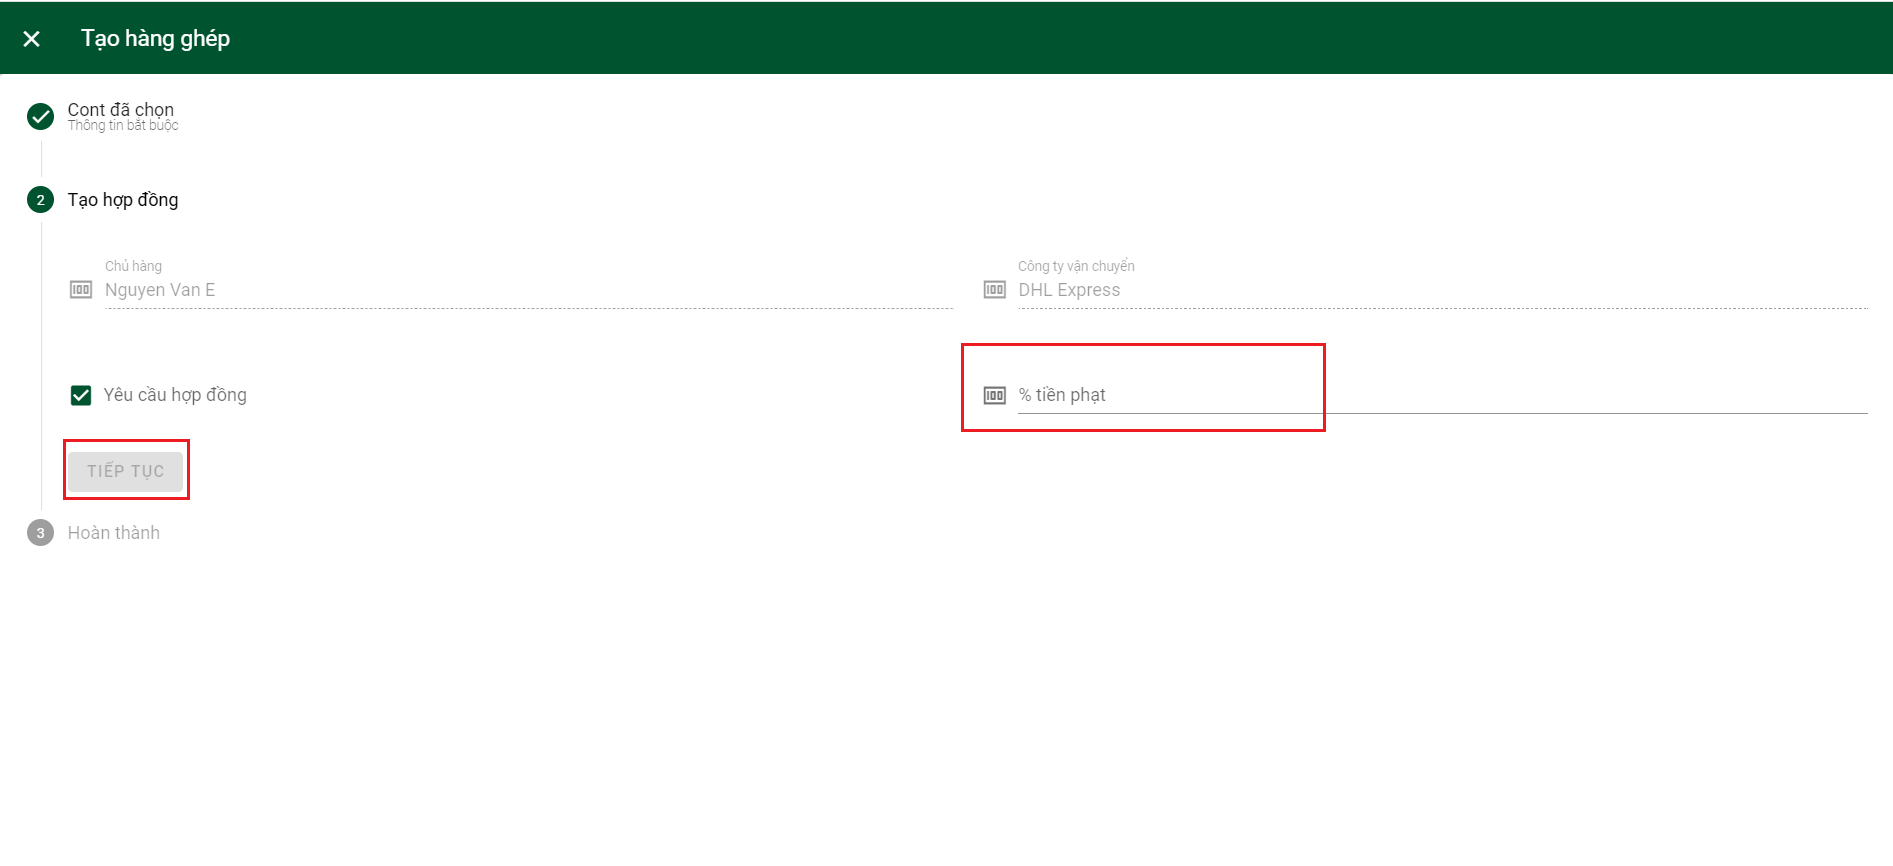 Tạo hàng ghép
Cont đã chọn
Thông tin bắt buộc
2 Tạo hợp đồng
Chủ hàng
Nguyen Van E
Công ty vận chuyển
DHL Express
Yêu cầu hợp đồng
% tiền phạt
TIẾP TỤC
3 Hoàn thành